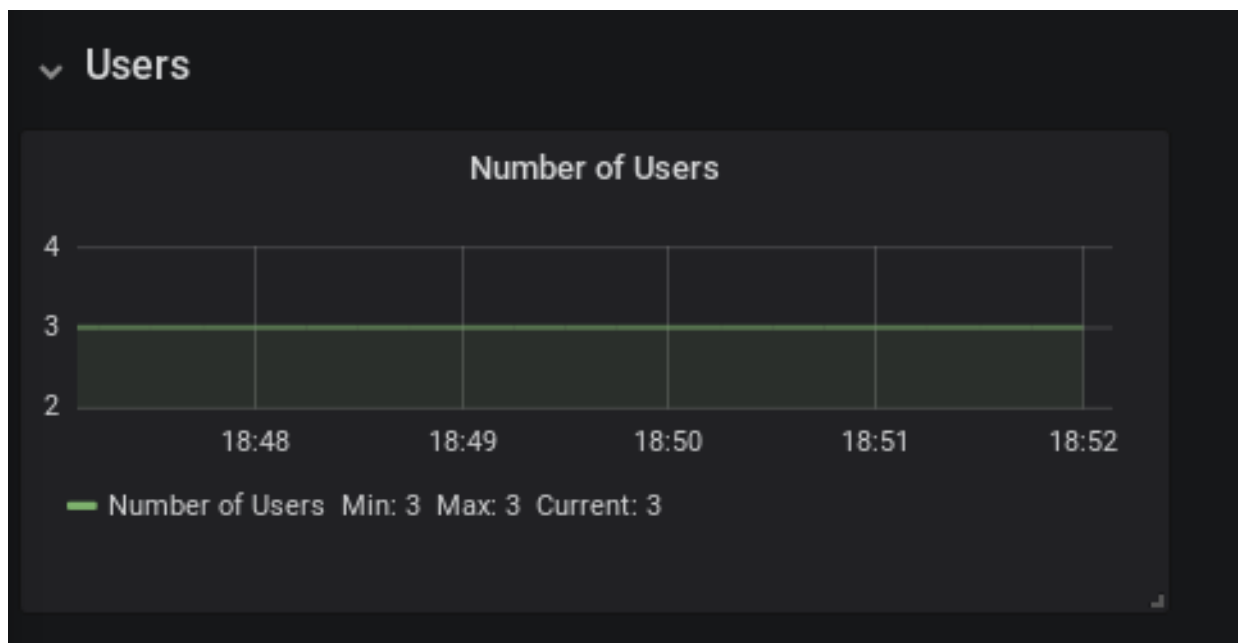 Users
Number of Users
4
3
2
18:48 18:49 18:50 18:51 18:52
Number of Users Min: 3 Max: 3 Current: 3